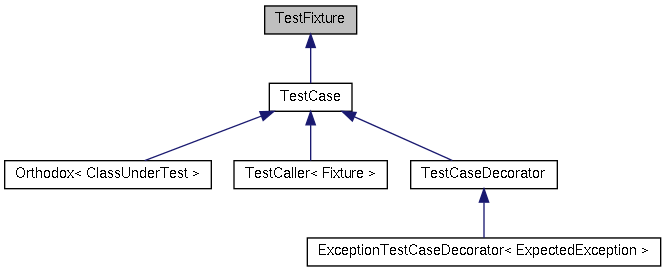 TestFixture
TestCase
Orthodox< ClassUnderTest >
TestCaller< Fixture >
TestCaseDecorator
ExceptionTestCaseDecorator< ExpectedException >